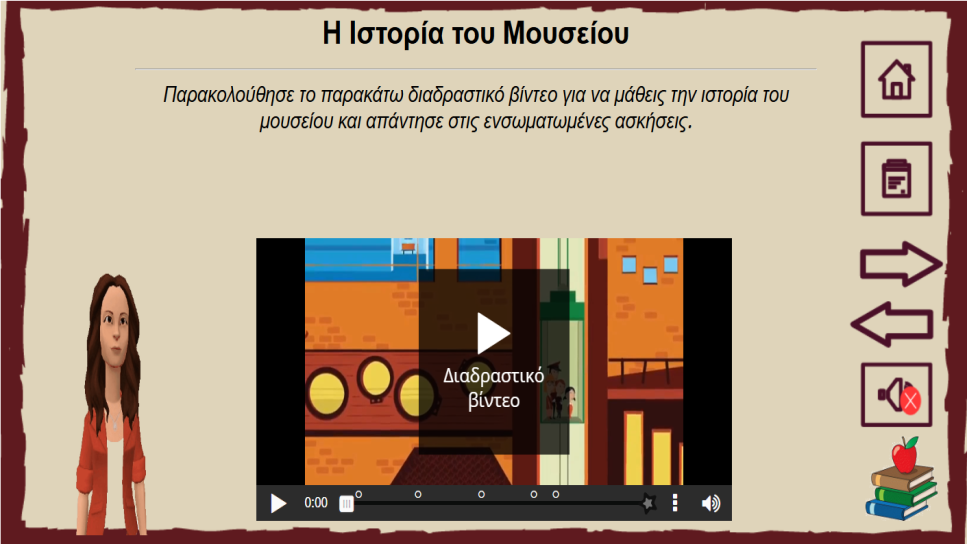 Η Ιστορία του Μουσείου
Παρακολούθησε το παρακάτω διαδραστικό βίντεο για να μάθεις την ιστορία του
μουσείου και απάντησε στις ενσωματωμένες ασκήσεις.
Διαδραστικό
βίντεο
0:00